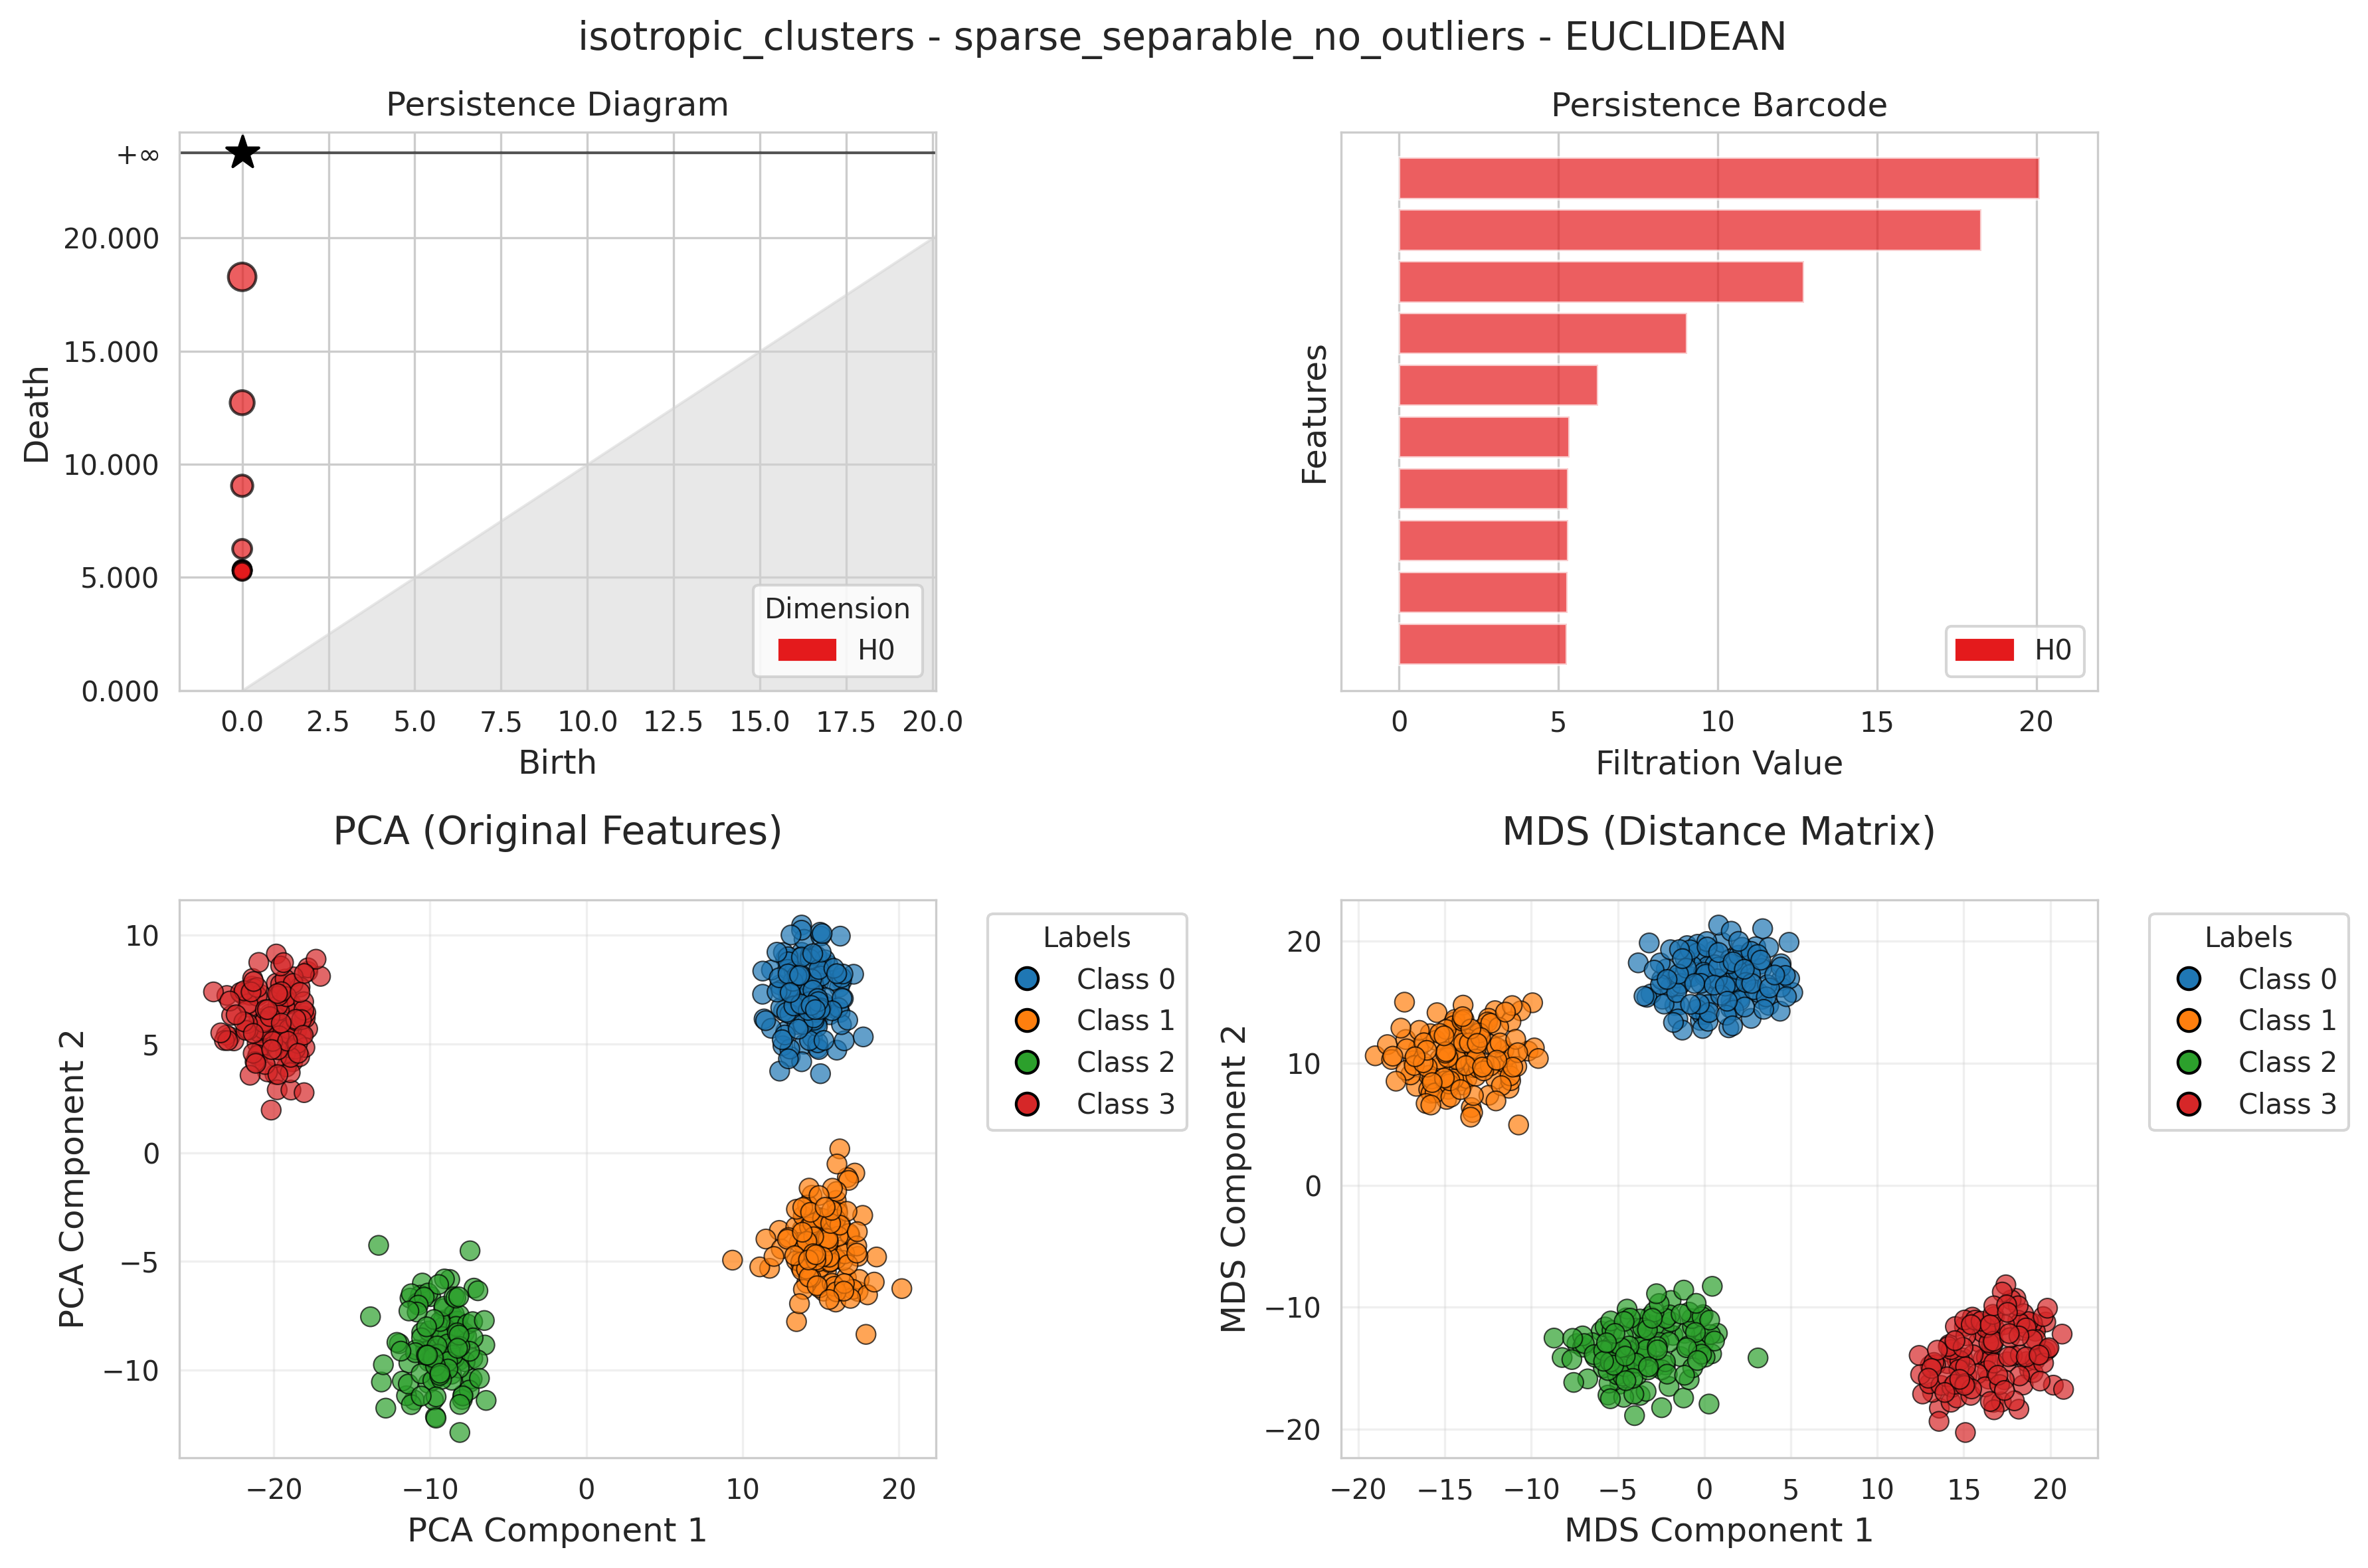 isotropic_clusters - sparse_separable_no_outliers - EUCLIDEAN
Persistence Diagram
+∞
20.000
15.000
10.000
5.000
0.000
Death
0.0 2.5 5.0 7.5 10.0 12.5 15.0 17.5 20.0
Birth
Dimension
H0
Persistence Barcode
Features
0 5 10 15 20
Filtration Value
H0
PCA (Original Features)
10
5
0
−5
−10
PCA Component 2
−20 −10 0 10 20
PCA Component 1
Labels
Class 0
Class 1
Class 2
Class 3
MDS (Distance Matrix)
20
10
0
−10
−20
MDS Component 2
−20 −15 −10 −5 0 5 10 15 20
MDS Component 1
Labels
Class 0
Class 1
Class 2
Class 3